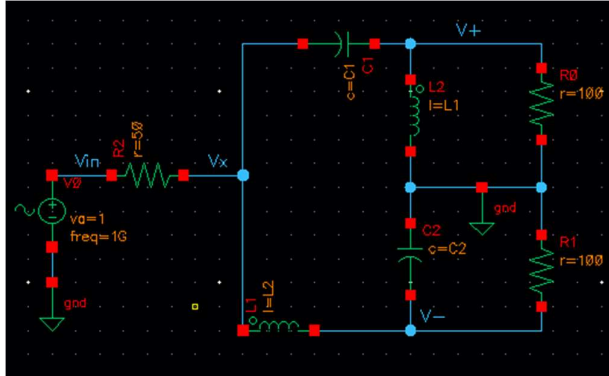 V+
C1
c=C1
L2
l=L1
R0
r=100
R2
r=50
Vin
Vx
V0
va=1
freq=1G
gnd
gnd
C2
c=C2
R1
r=100
L1
l=L2
V-